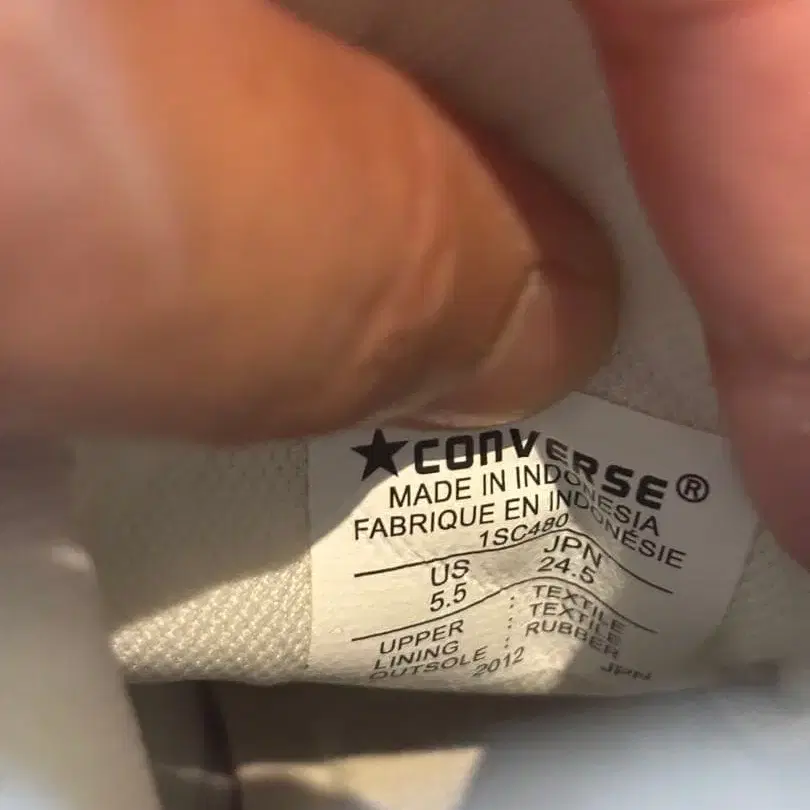 ★CONVERSE®
MADE IN INDONESIA
FABRIQUE EN INDONÉSIE
1SC480
US JPN
5.5 24.5
UPPER : TEXTILE
LINING : TEXTILE
OUTSOLE : RUBBER
2012 JPN